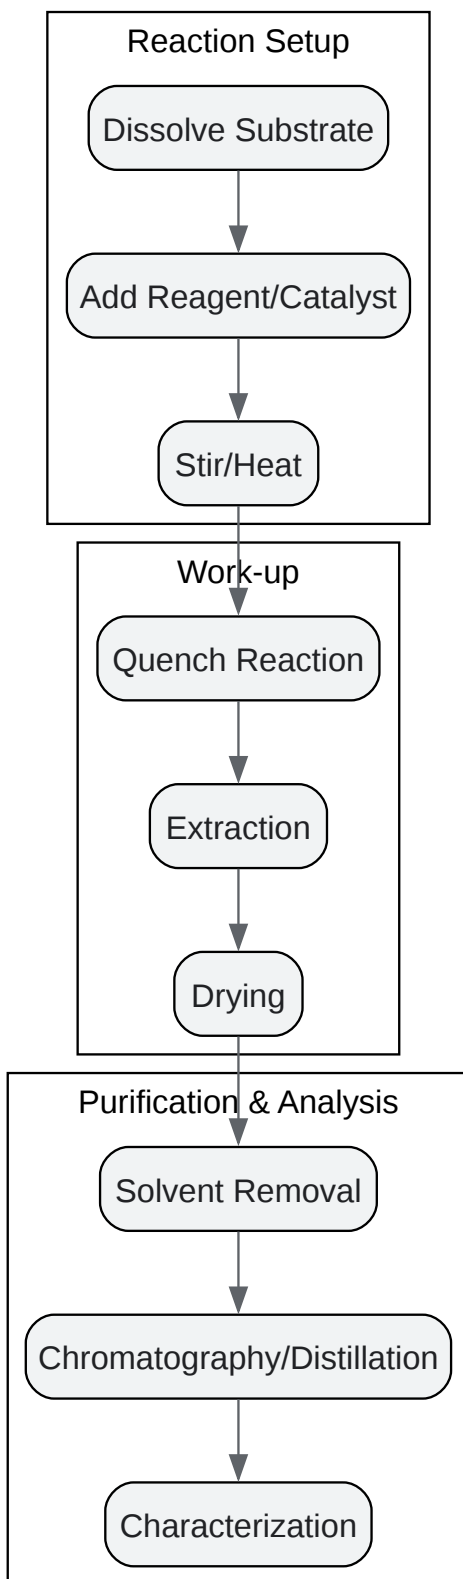 Reaction Setup
Dissolve Substrate
Add Reagent/Catalyst
Stir/Heat
Work-up
Quench Reaction
Extraction
Drying
Purification & Analysis
Solvent Removal
Chromatography/Distillation
Characterization